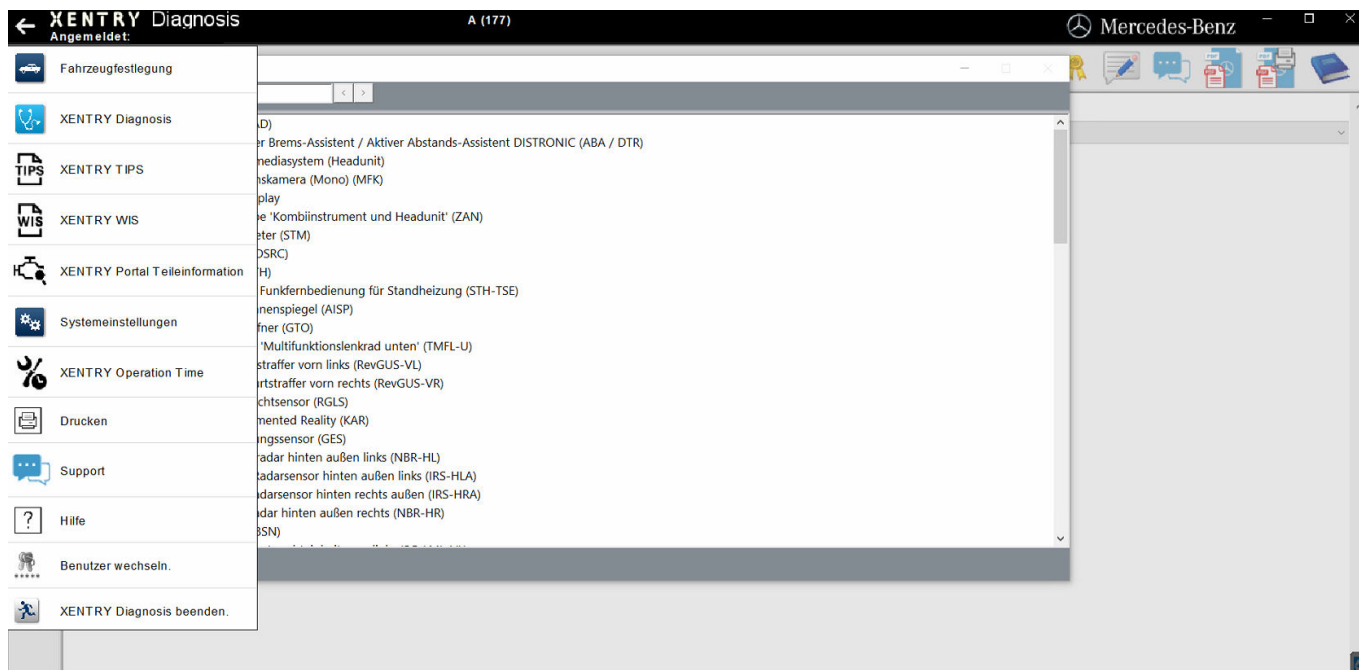 XENTRY Diagnosis
Angemeldet:
A (177)
Mercedes-Benz
Fahrzeugfestlegung
XENTRY Diagnosis
TIPS
XENTRY TIPS
WIS
XENTRY WIS
XENTRY Portal Teileinformation
Systemeinstellungen
XENTRY Operation Time
Drucken
Support
Hilfe
Benutzer wechseln.
XENTRY Diagnosis beenden.
AD)
er Brems-Assistent / Aktiver Abstands-Assistent DISTRONIC (ABA / DTR)
mediasystem (Headunit)
nskamera (Mono) (MFK)
play
pe 'Kombiinstrument und Headunit' (ZAN)
eter (STM)
DSRC)
TH)
Funkfernbedienung für Standheizung (STH-TSE)
nnenspiegel (AISP)
fner (GTO)
'Multifunktionslenkrad unten' (TMFL-U)
straffer vorn links (RevGUS-VL)
rtstraffer vorn rechts (RevGUS-VR)
chtsensor (RGLS)
mented Reality (KAR)
ungssensor (GES)
radar hinten außen links (NBR-HL)
Radarsensor hinten außen links (IRS-HLA)
adarsensor hinten rechts außen (IRS-HRA)
adar hinten außen rechts (NBR-HR)
BSN)